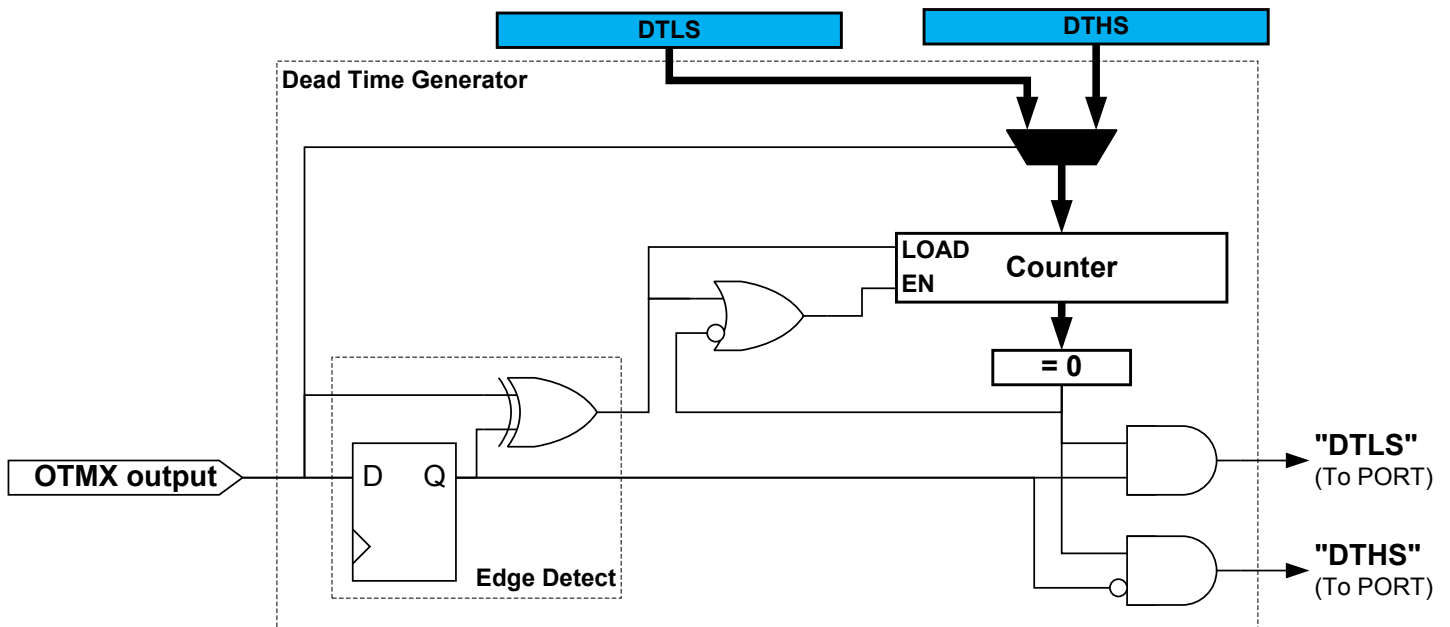 DTLS
DTHS
Dead Time Generator
LOAD
Counter
EN
= 0
OTMX output
D
Q
Edge Detect
"DTLS"
(To PORT)
"DTHS"
(To PORT)